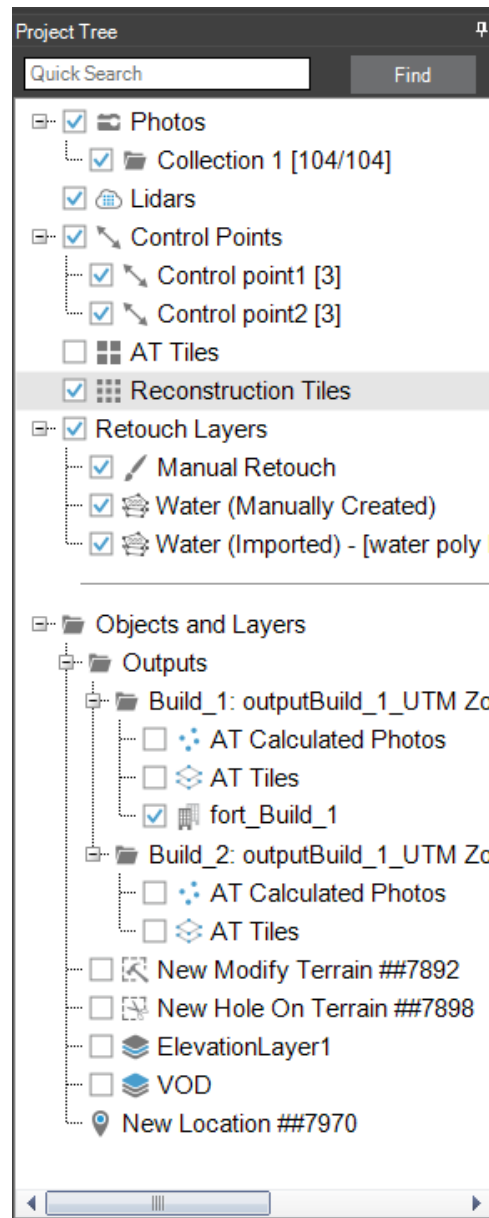 Project Tree
Quick Search
Find
Photos
Collection 1 [104/104]
Lidars
Control Points
Control point1 [3]
Control point2 [3]
AT Tiles
Reconstruction Tiles
Retouch Layers
Manual Retouch
Water (Manually Created)
Water (Imported) - [water poly
Objects and Layers
Outputs
Build_1: outputBuild_1_UTM Zo
AT Calculated Photos
AT Tiles
fort_Build_1
Build_2: outputBuild_1_UTM Zo
AT Calculated Photos
AT Tiles
New Modify Terrain ##7892
New Hole On Terrain ##7898
ElevationLayer1
VOD
New Location ##7970